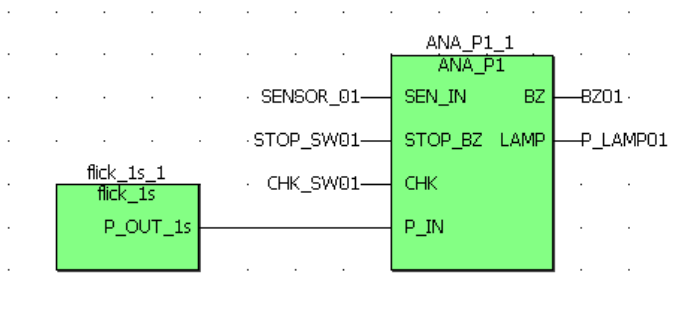 ANA_P1_1
ANA_P1
SENSOR_01 SEN_IN BZ BZ01
STOP_SW01 STOP_BZ LAMP P_LAMP01
flick_1s_1
CHK_SW01 CHK
flick_1s
P_OUT_1s P_IN